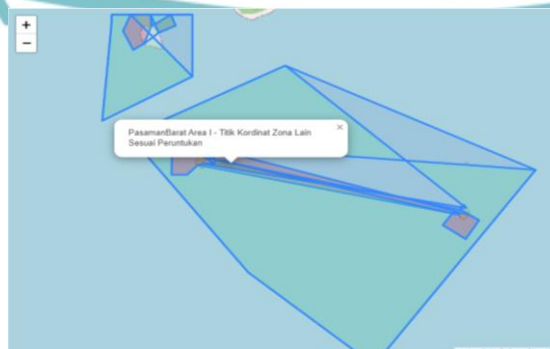 +
−
PasamanBarat Area I - Titik Kordinat Zona Lain
Sesuai Peruntukan
×